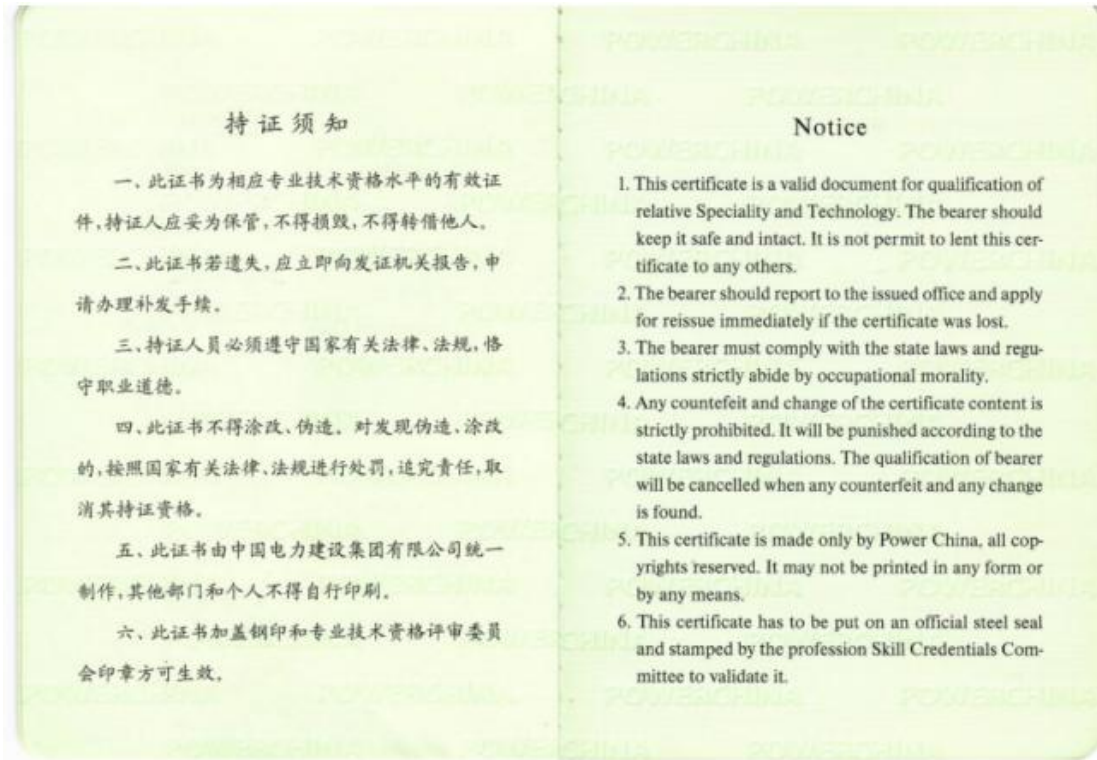 持证须知
一、此证书为相应专业技术资格水平的有效证
件,持证人应妥为保管,不得损毁,不得转借他人。
二、此证书若遗失,应立即向发证机关报告,申
请办理补发手续。
三、持证人员必须遵守国家有关法律、法规,恪
守职业道德。
四、此证书不得涂改、伪造。对发现伪造、涂改
的,按照国家有关法律、法规进行处罚,追究责任,取
消其持证资格。
五、此证书由中国电力建设集团有限公司统一
制作,其他部门和个人不得自行印刷。
六、此证书加盖钢印和专业技术资格评审委员
会印章方可生效。
Notice
1. This certificate is a valid document for qualification of
relative Speciality and Technology. The bearer should
keep it safe and intact. It is not permit to lent this cer-
tificate to any others.
2. The bearer should report to the issued office and apply
for reissue immediately if the certificate was lost.
3. The bearer must comply with the state laws and regu-
lations strictly abide by occupational morality.
4. Any countefeit and change of the certificate content is
strictly prohibited. It will be punished according to the
state laws and regulations. The qualification of bearer
will be cancelled when any counterfeit and any change
is found.
5. This certificate is made only by Power China, all cop-
yrights reserved. It may not be printed in any form or
by any means.
6. This certificate has to be put on an official steel seal
and stamped by the profession Skill Credentials Com-
mittee to validate it.